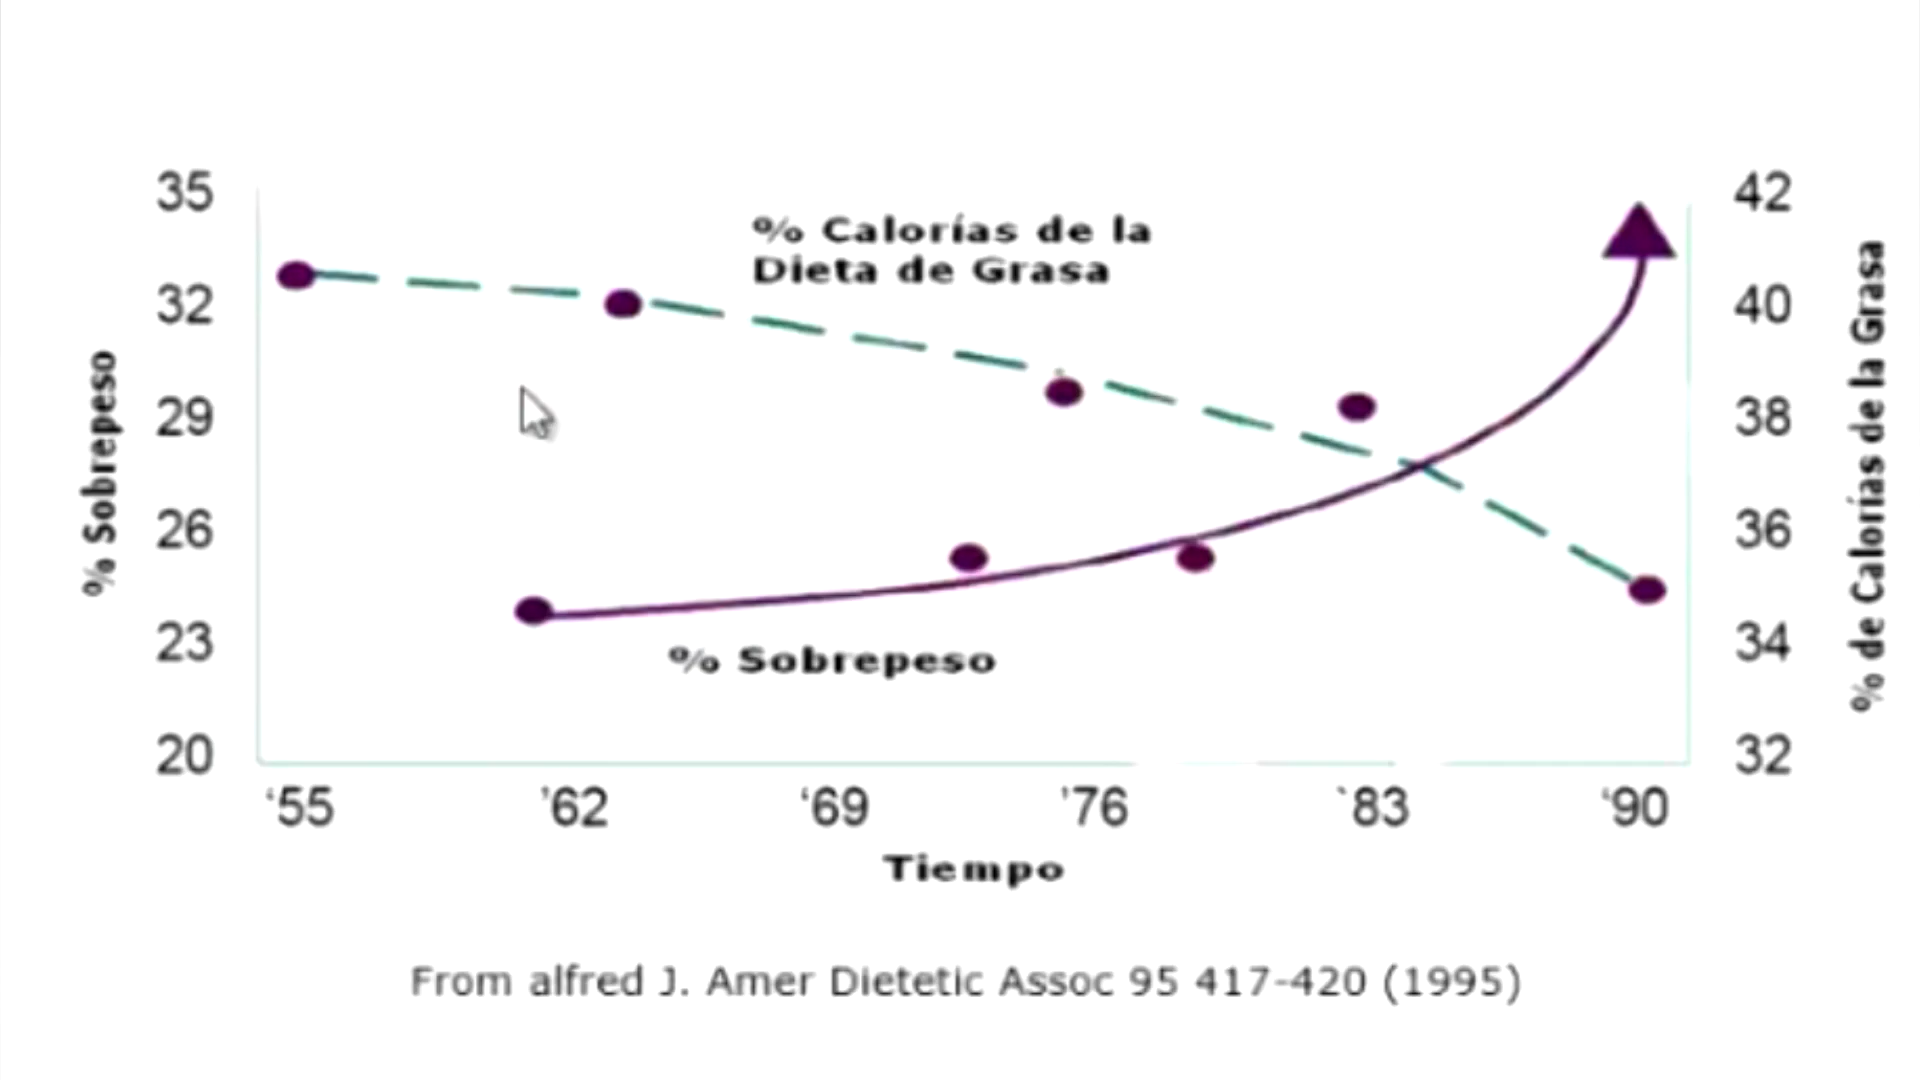 35
32
29
26
23
20
% Sobrepeso
% Calorías de la
Dieta de Grasa
% Sobrepeso
42
40
38
36
34
32
% de Calorías de la Grasa
‘55
’62
‘69
’76
`83
‘90
Tiempo
From alfred J. Amer Dietetic Assoc 95 417-420 (1995)